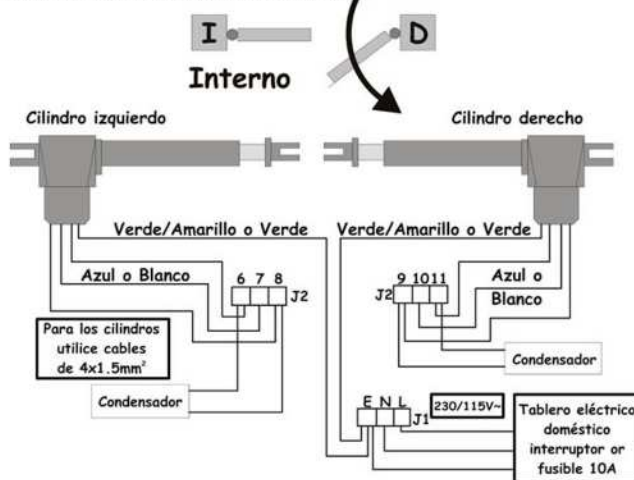 I
D
Interno
Cilindro izquierdo
Cilindro derecho
Verde/Amarillo o Verde
Verde/Amarillo o Verde
Azul o Blanco
6 7 8
J2
9 10 11
J2
Azul o
Blanco
Para los cilindros
utilice cables
de 4x1.5mm²
Condensador
Condensador
E N L
J1
230/115V~
Tablero eléctrico
doméstico
interruptor or
fusible 10A